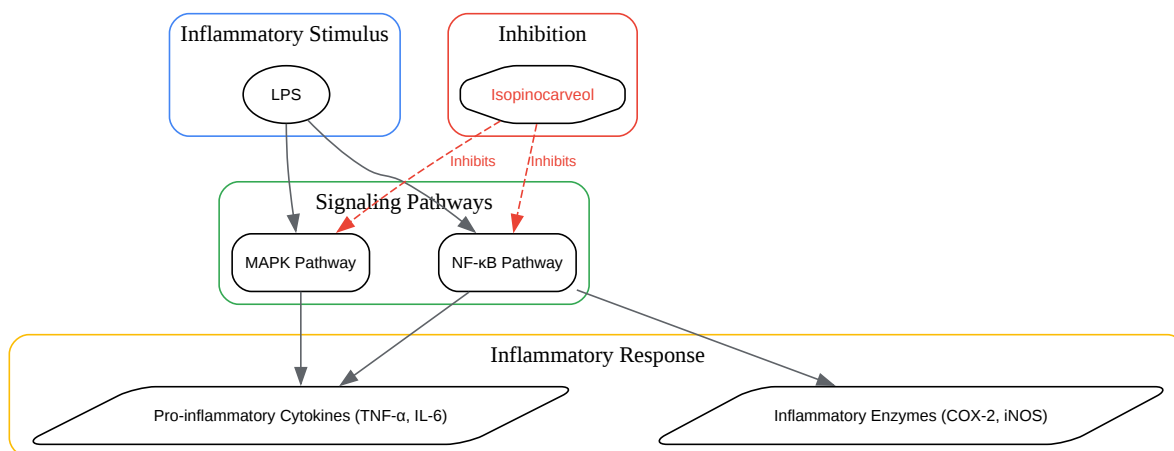 Inflammatory Stimulus
Inhibition
LPS
Isopinocarveol
Inhibits
Inhibits
Signaling Pathways
MAPK Pathway
NF-κB Pathway
Inflammatory Response
Pro-inflammatory Cytokines (TNF-α, IL-6)
Inflammatory Enzymes (COX-2, iNOS)